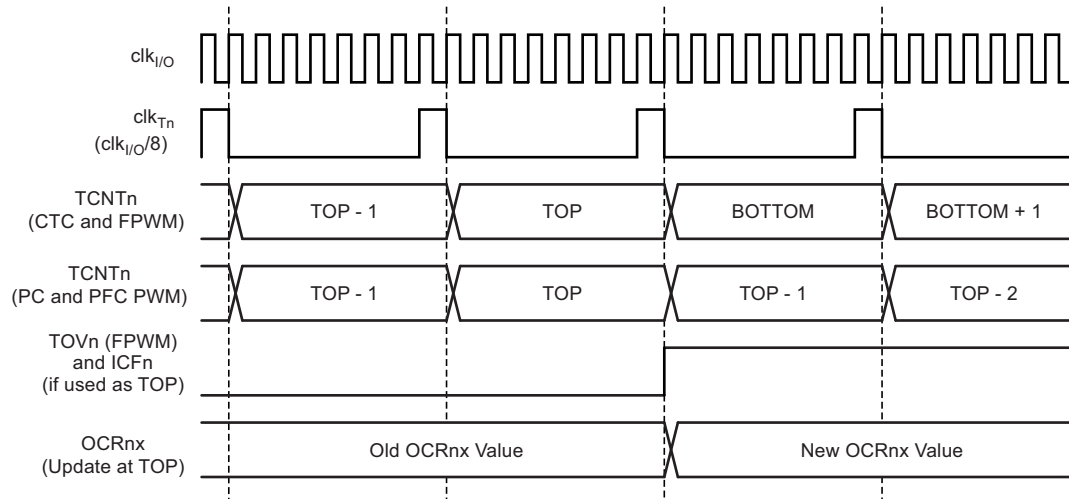 clkI/O
clkTn
(clkI/O/8)
TCNTn
(CTC and FPWM)
TOP - 1
TOP
BOTTOM
BOTTOM + 1
TCNTn
(PC and PFC PWM)
TOP - 1
TOP
TOP - 1
TOP - 2
TOVn (FPWM)
and ICFn
(if used as TOP)
OCRnx
(Update at TOP)
Old OCRnx Value
New OCRnx Value